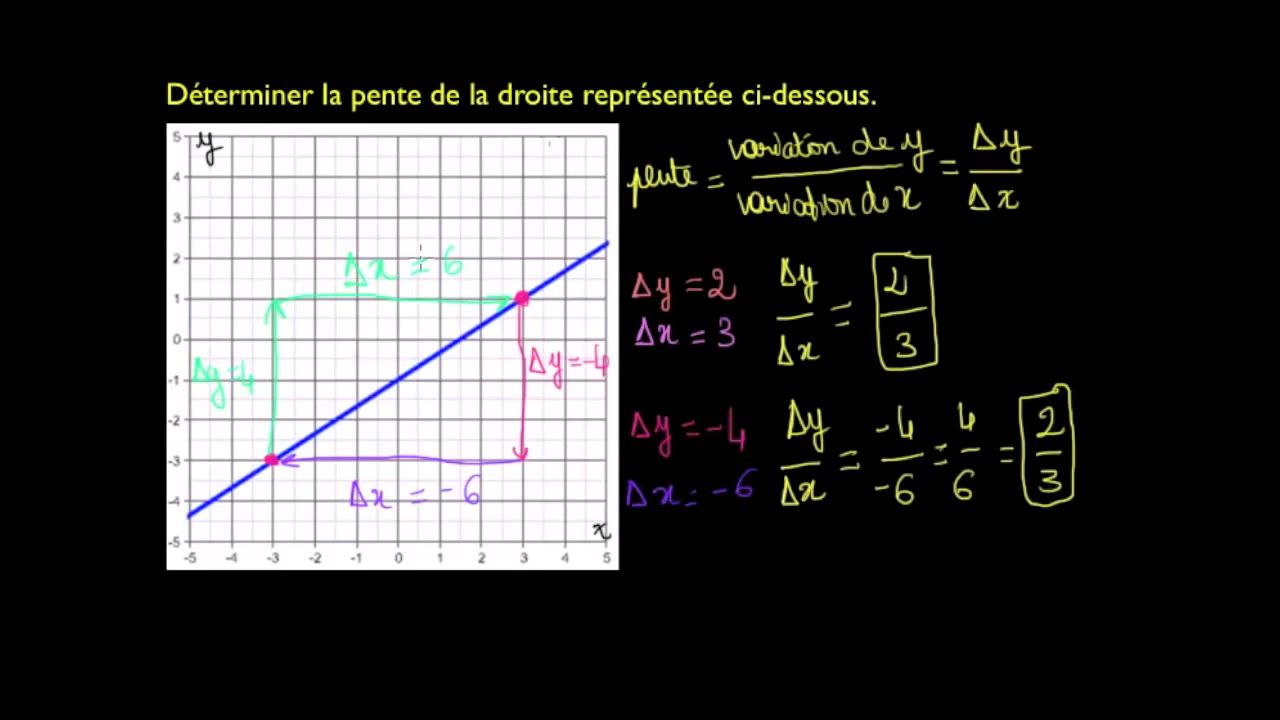 Déterminer la pente de la droite représentée ci-dessous.
pente = variation de y / variation de x = Δy / Δx
5 y
4
3
2
1
0
-1
-2
-3
-4
-5
-5 -4 -3 -2 -1 0 1 2 3 4 5
x
Δx = 6
Δy=4
Δy=-4
Δx = -6
Δy = 2
Δx = 3
Δy / Δx = 2 / 3
Δy = -4
Δx = -6
Δy / Δx = -4 / -6 = 4 / 6 = 2 / 3